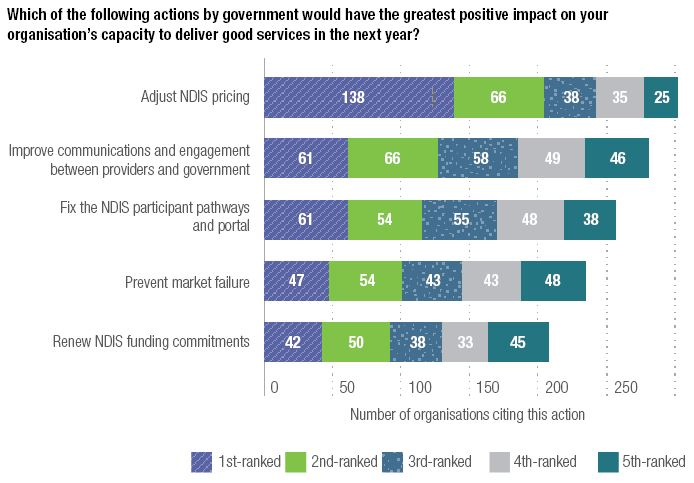 Which of the following actions by government would have the greatest positive impact on your
organisation’s capacity to deliver good services in the next year?
Adjust NDIS pricing
138 66 38 35 25
Improve communications and engagement
between providers and government
61 66 58 49 46
Fix the NDIS participant pathways
and portal
61 54 55 48 38
Prevent market failure
47 54 43 43 48
Renew NDIS funding commitments
42 50 38 33 45
0 50 100 150 200 250
Number of organisations citing this action
1st-ranked 2nd-ranked 3rd-ranked 4th-ranked 5th-ranked